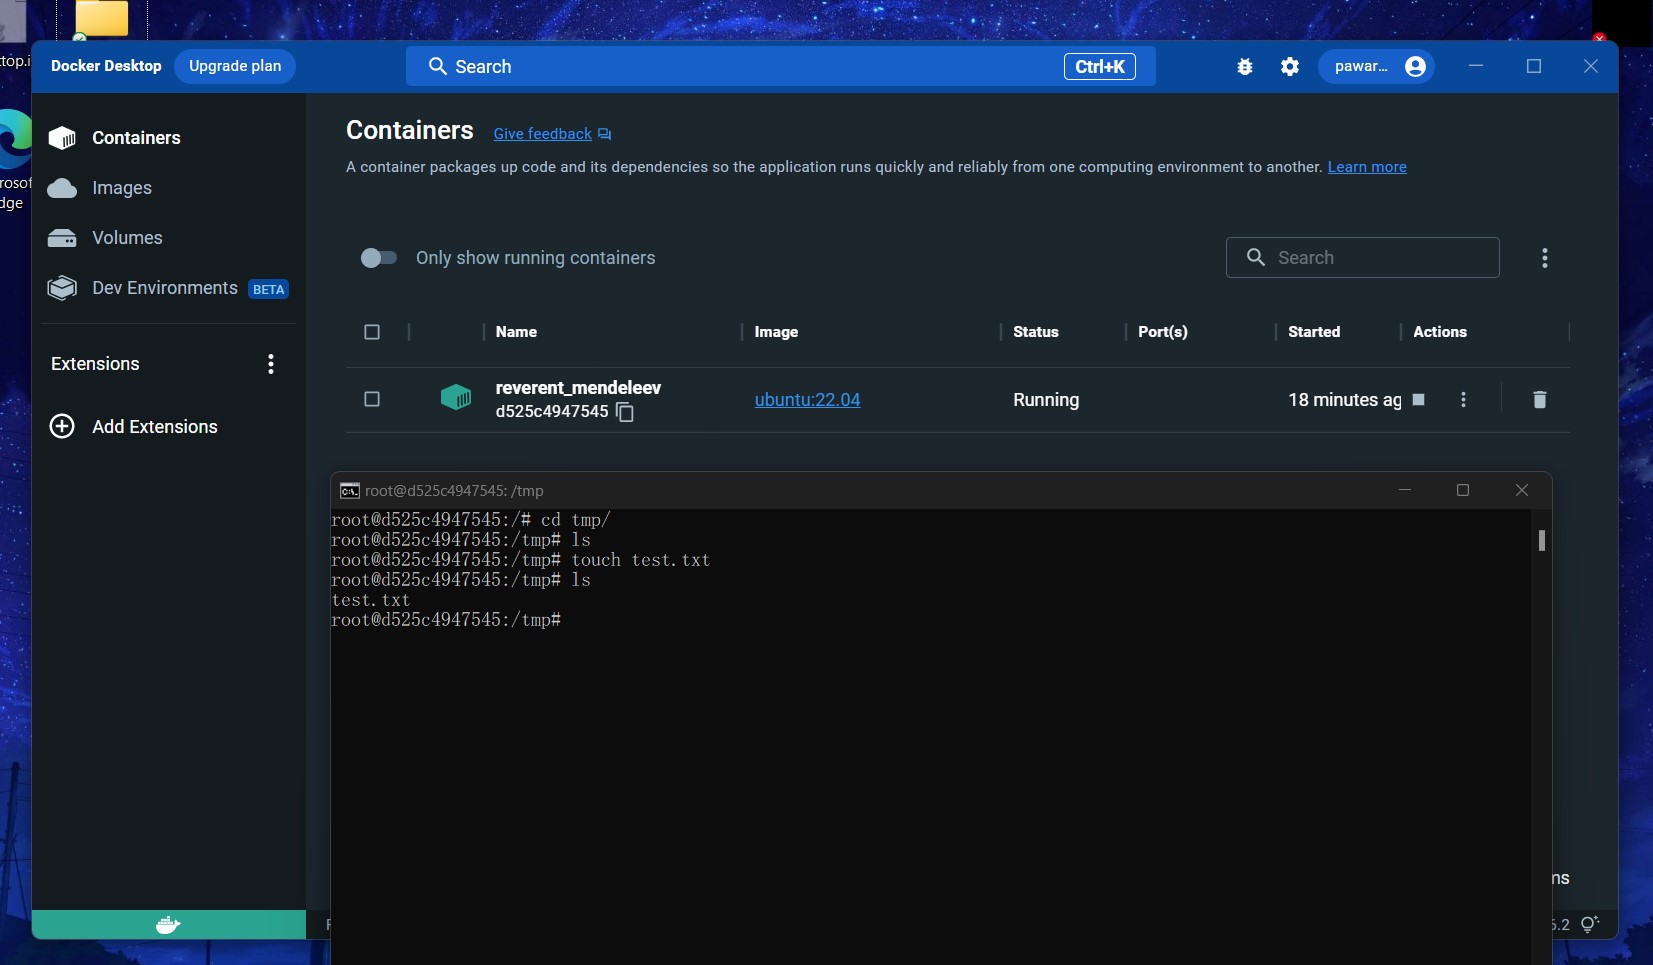 top.i
rosof
dge
Docker Desktop
Upgrade plan
Search
Ctrl+K
pawar...
Containers
Images
Volumes
Dev Environments BETA
Extensions
Add Extensions
Containers Give feedback
A container packages up code and its dependencies so the application runs quickly and reliably from one computing environment to another. Learn more
Only show running containers
Search
Name Image Status Port(s) Started Actions
reverent_mendeleev
d525c4947545
ubuntu:22.04 Running 18 minutes ag
root@d525c4947545: /tmp
root@d525c4947545:/# cd tmp/
root@d525c4947545:/tmp# ls
root@d525c4947545:/tmp# touch test.txt
root@d525c4947545:/tmp# ls
test.txt
root@d525c4947545:/tmp#
ms
6.2